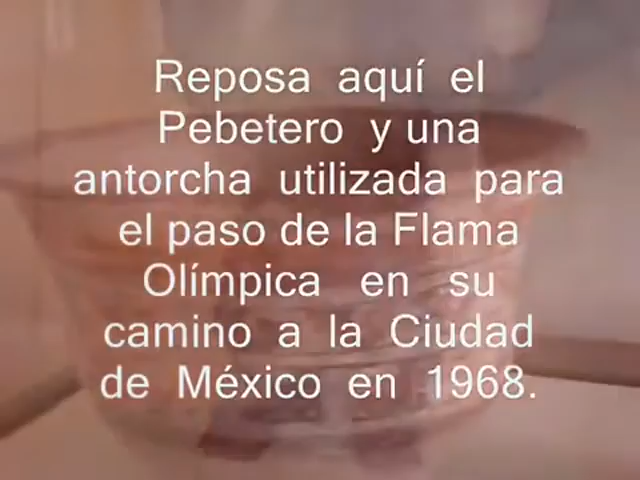 Reposa aquí el
Pebetero y una
antorcha utilizada para
el paso de la Flama
Olímpica en su
camino a la Ciudad
de México en 1968.